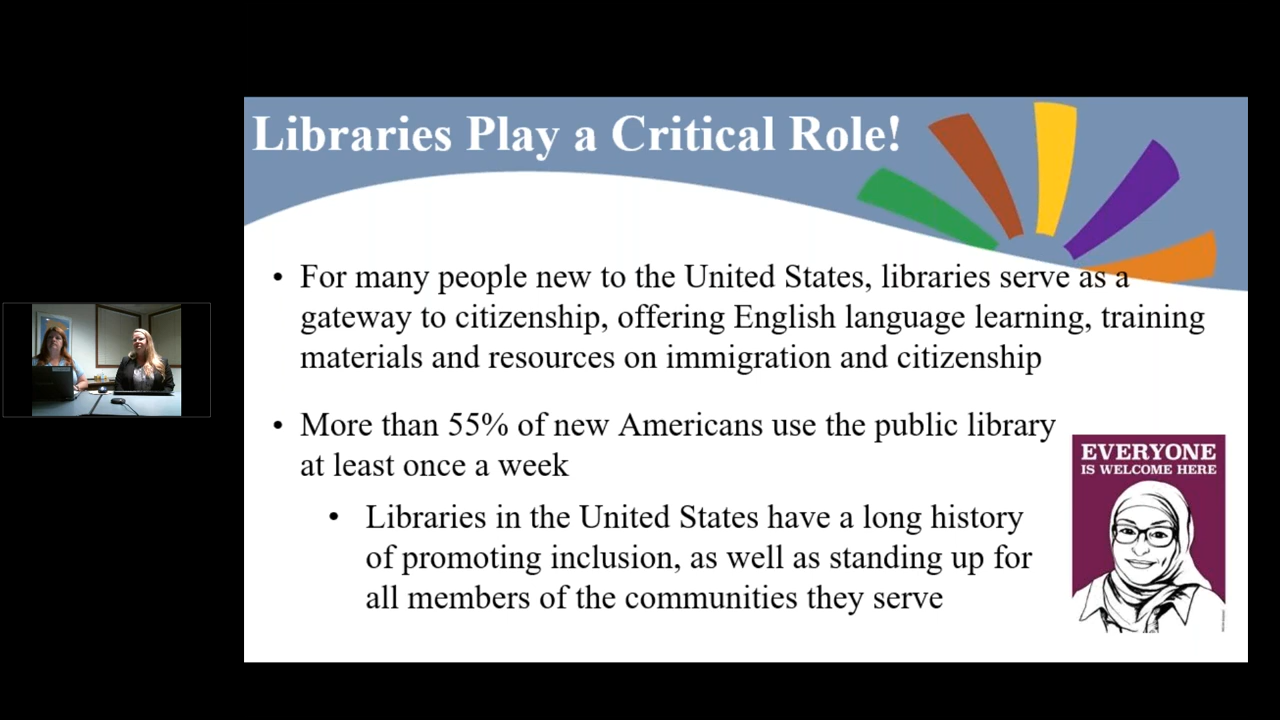 Libraries Play a Critical Role!
• For many people new to the United States, libraries serve as a
gateway to citizenship, offering English language learning, training
materials and resources on immigration and citizenship
• More than 55% of new Americans use the public library
at least once a week
• Libraries in the United States have a long history
of promoting inclusion, as well as standing up for
all members of the communities they serve
EVERYONE
IS WELCOME HERE